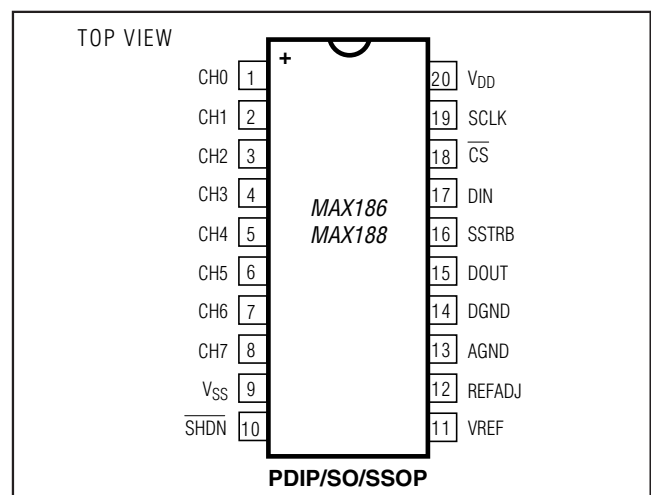 TOP VIEW
+
CH0 1
CH1 2
CH2 3
CH3 4
CH4 5
CH5 6
CH6 7
CH7 8
VSS 9
S̅H̅D̅N̅ 10
MAX186
MAX188
20 VDD
19 SCLK
18 C̅S̅
17 DIN
16 SSTRB
15 DOUT
14 DGND
13 AGND
12 REFADJ
11 VREF
PDIP/SO/SSOP